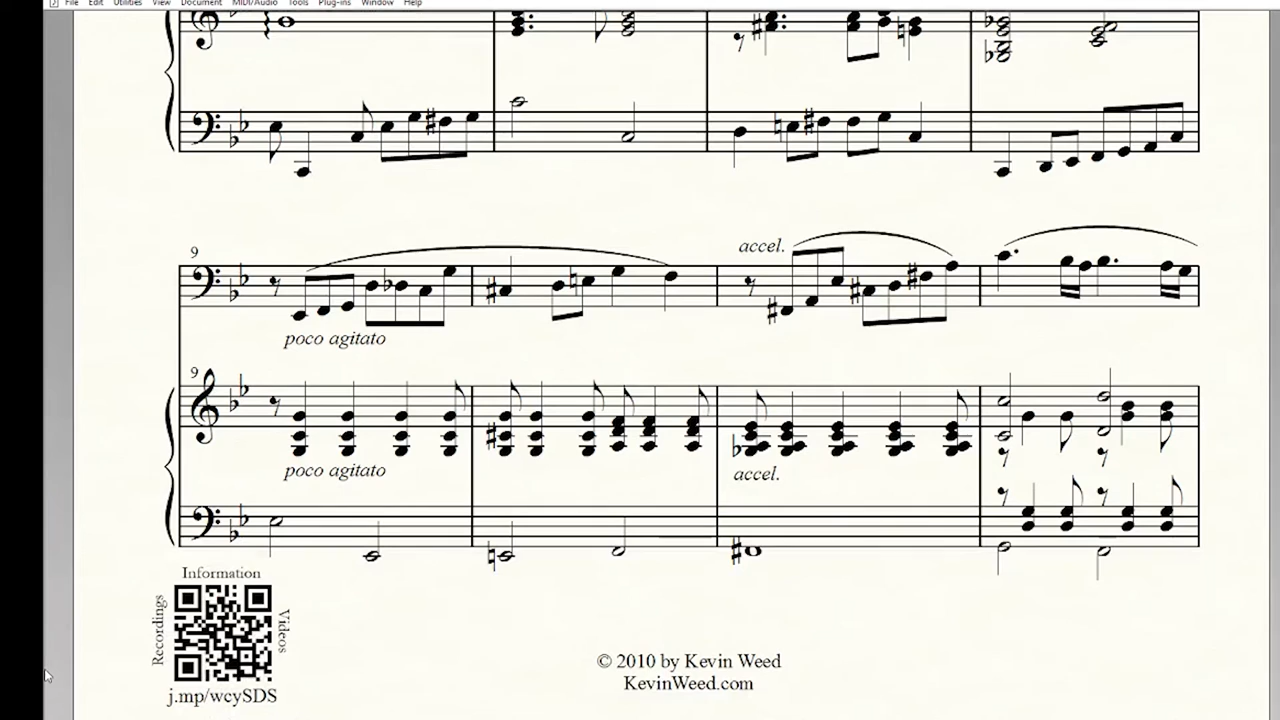 File Edit Utilities View Document MIDI/Audio Tools Plug-ins Window Help
9
accel.
poco agitato
9
poco agitato
accel.
Information
Recordings
Videos
j.mp/wcySDS
© 2010 by Kevin Weed
KevinWeed.com